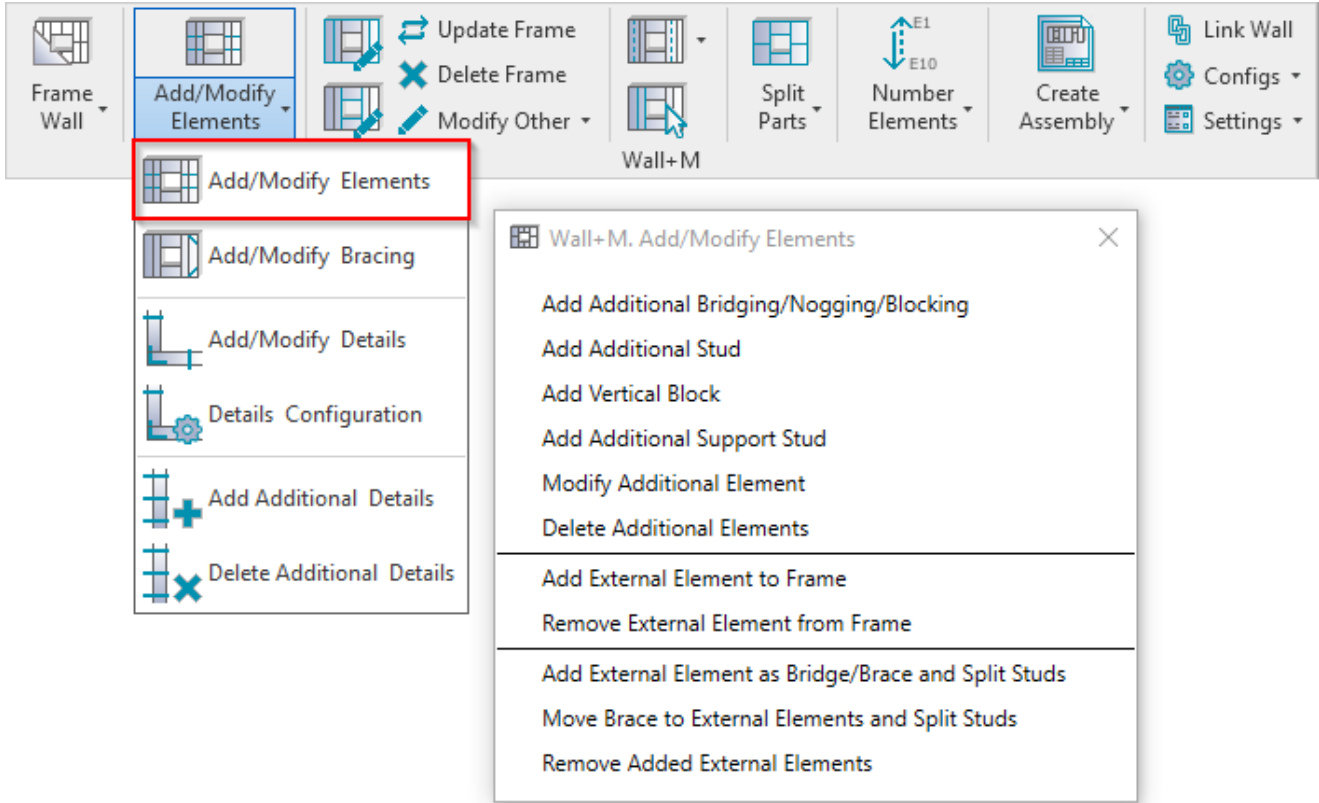 Frame
Wall
Add/Modify
Elements
Update Frame
Delete Frame
Modify Other
Split
Parts
E1
E10
Number
Elements
Create
Assembly
Link Wall
Configs
Settings
Wall+M
Add/Modify Elements
Add/Modify Bracing
Add/Modify Details
Details Configuration
Add Additional Details
Delete Additional Details
Wall+M. Add/Modify Elements
Add Additional Bridging/Nogging/Blocking
Add Additional Stud
Add Vertical Block
Add Additional Support Stud
Modify Additional Element
Delete Additional Elements
Add External Element to Frame
Remove External Element from Frame
Add External Element as Bridge/Brace and Split Studs
Move Brace to External Elements and Split Studs
Remove Added External Elements